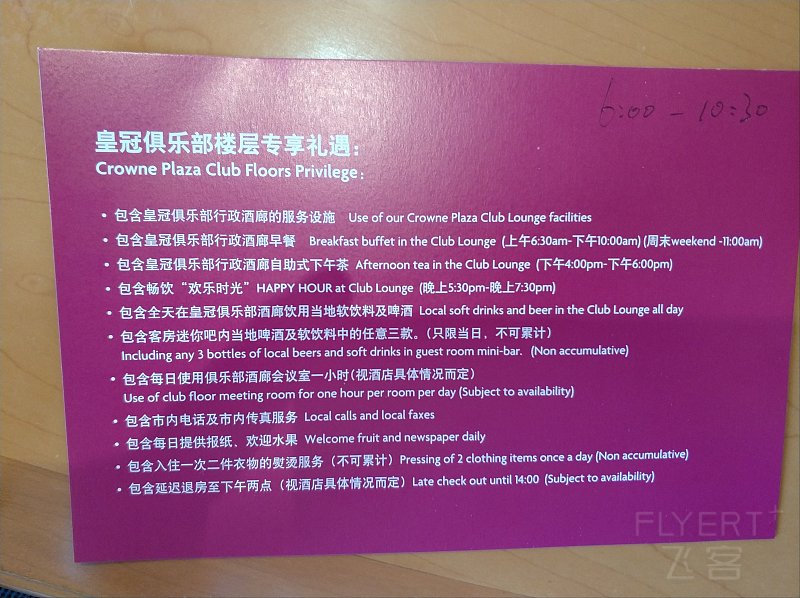 6:00 - 10:30
皇冠俱乐部楼层专享礼遇：
Crowne Plaza Club Floors Privilege:
• 包含皇冠俱乐部行政酒廊的服务设施 Use of our Crowne Plaza Club Lounge facilities
• 包含皇冠俱乐部行政酒廊早餐 Breakfast buffet in the Club Lounge (上午6:30am-下午10:00am) (周末weekend -11:00am)
• 包含皇冠俱乐部行政酒廊自助式下午茶 Afternoon tea in the Club Lounge (下午4:00pm-下午6:00pm)
• 包含畅饮“欢乐时光”HAPPY HOUR at Club Lounge (晚上5:30pm-晚上7:30pm)
• 包含全天在皇冠俱乐部酒廊饮用当地软饮料及啤酒 Local soft drinks and beer in the Club Lounge all day
• 包含客房迷你吧内当地啤酒及软饮料中的任意三款。（只限当日，不可累计）
Including any 3 bottles of local beers and soft drinks in guest room mini-bar. (Non accumulative)
• 包含每日使用俱乐部酒廊会议室一小时(视酒店具体情况而定)
Use of club floor meeting room for one hour per room per day (Subject to availability)
• 包含市内电话及市内传真服务 Local calls and local faxes
• 包含每日提供报纸、欢迎水果 Welcome fruit and newspaper daily
• 包含入住一次二件衣物的熨烫服务（不可累计）Pressing of 2 clothing items once a day (Non accumulative)
• 包含延迟退房至下午两点（视酒店具体情况而定）Late check out until 14:00 (Subject to availability)
FLYERT+
飞客